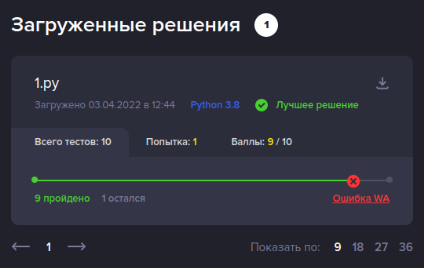 Загруженные решения 1
1.py
Загружено 03.04.2022 в 12:44 Python 3.8 Лучшее решение
Всего тестов: 10 Попытка: 1 Баллы: 9 / 10
9 пройдено 1 остался Ошибка WA
1 Показать по: 9 18 27 36